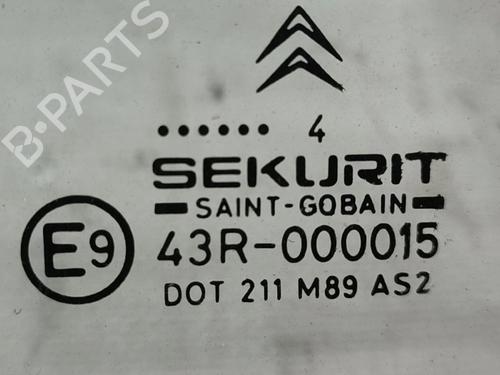 B-PARTS
...... 4
SEKURIT
SAINT-GOBAIN
E9 43R-000015
DOT 211 M89 AS2